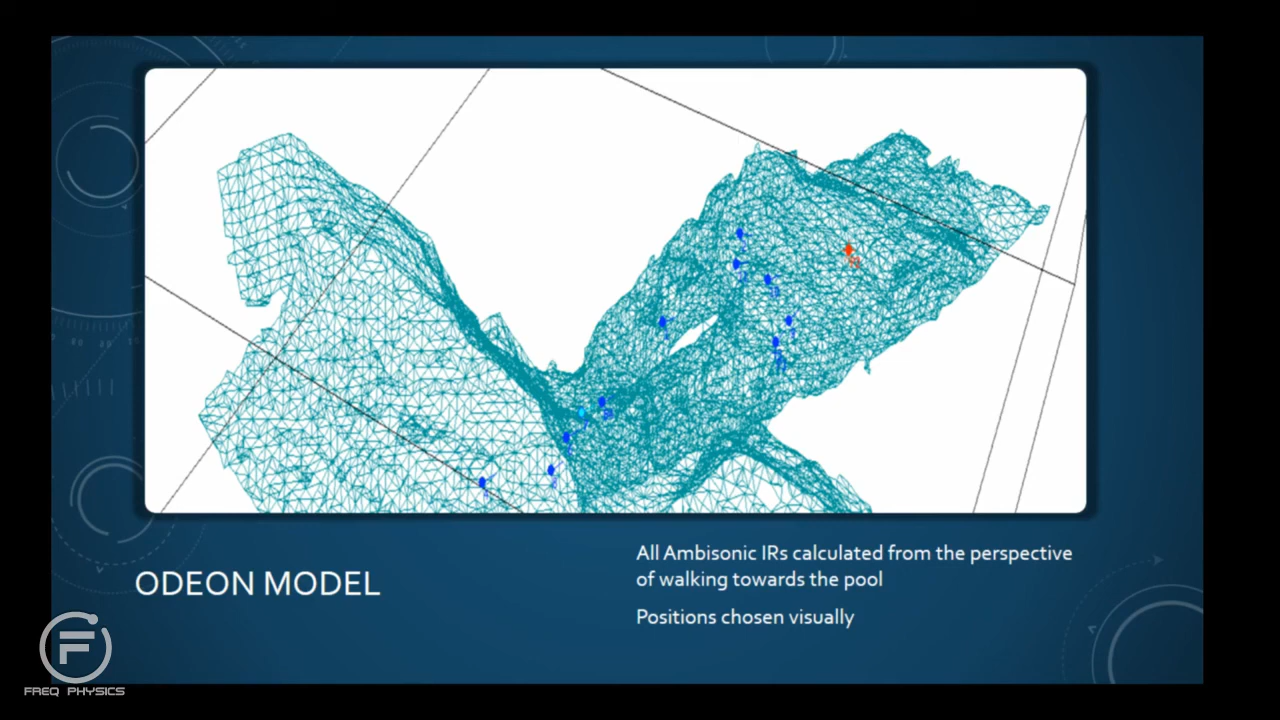 ODEON MODEL
All Ambisonic IRs calculated from the perspective
of walking towards the pool
Positions chosen visually
FREQ PHYSICS